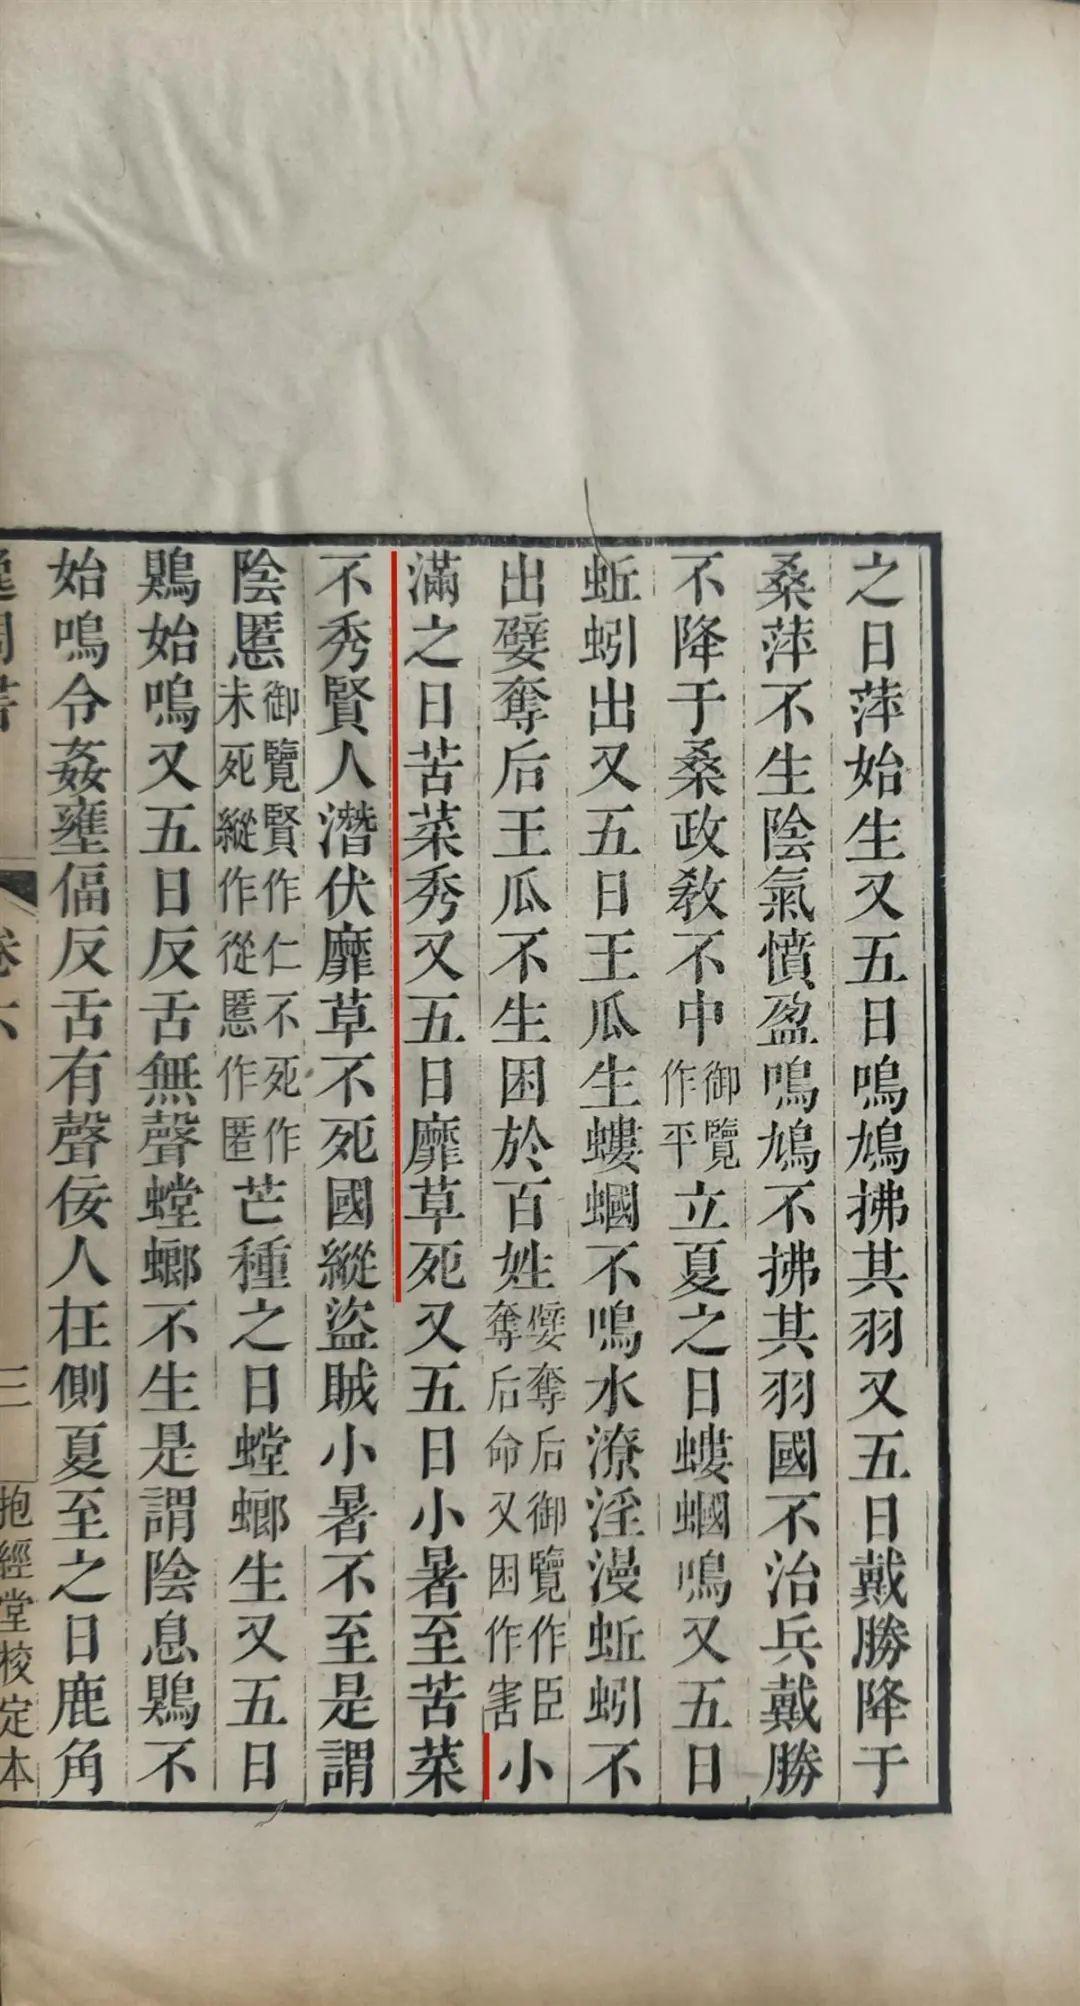 之日萍始生又五日鳴鳩拂其羽又五日戴勝降于
桑萍不生陰氣憤盈鳴鳩不拂其羽國不治兵戴勝
不降于桑政敎不中御覽作平立夏之日螻蟈鳴又五日
蚯蚓出又五日王瓜生螻蟈不鳴水潦淫漫蚯蚓不
出嬖奪后王瓜不生困於百姓嬖奪后御覽作臣奪后命又困作害小
滿之日苦菜秀又五日靡草死又五日小暑至苦菜
不秀賢人潛伏靡草不死國縱盜賊小暑不至是謂
陰慝御覽賢作仁不死作未死縱作從慝作匿芒種之日螳螂生又五日
鶪始鳴又五日反舌無聲螳螂不生是謂陰息鶪不
始鳴令姦壅偪反舌有聲佞人在側夏至之日鹿角
卷六 三 抱經堂校定本